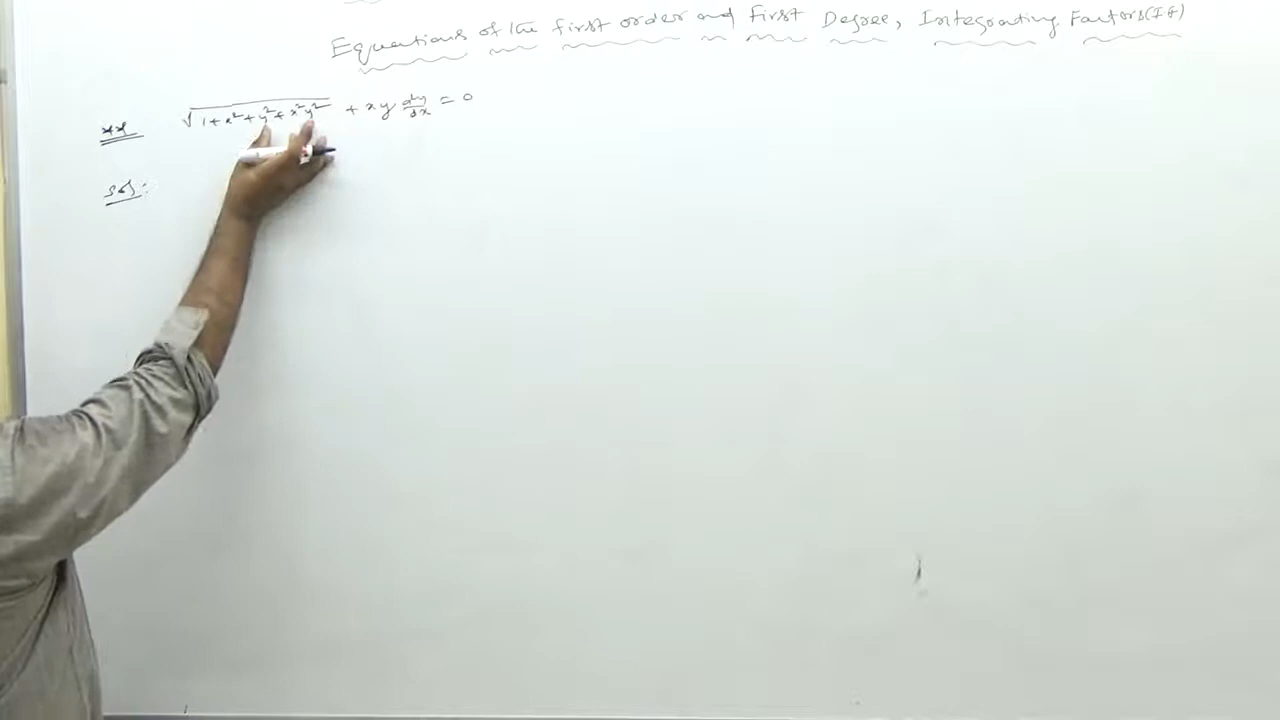 Equations of the first order and First Degree, Integrating Factors(IF)
** √(1+x²+y²+x²y²) + xy dy/dx = 0
Sol: